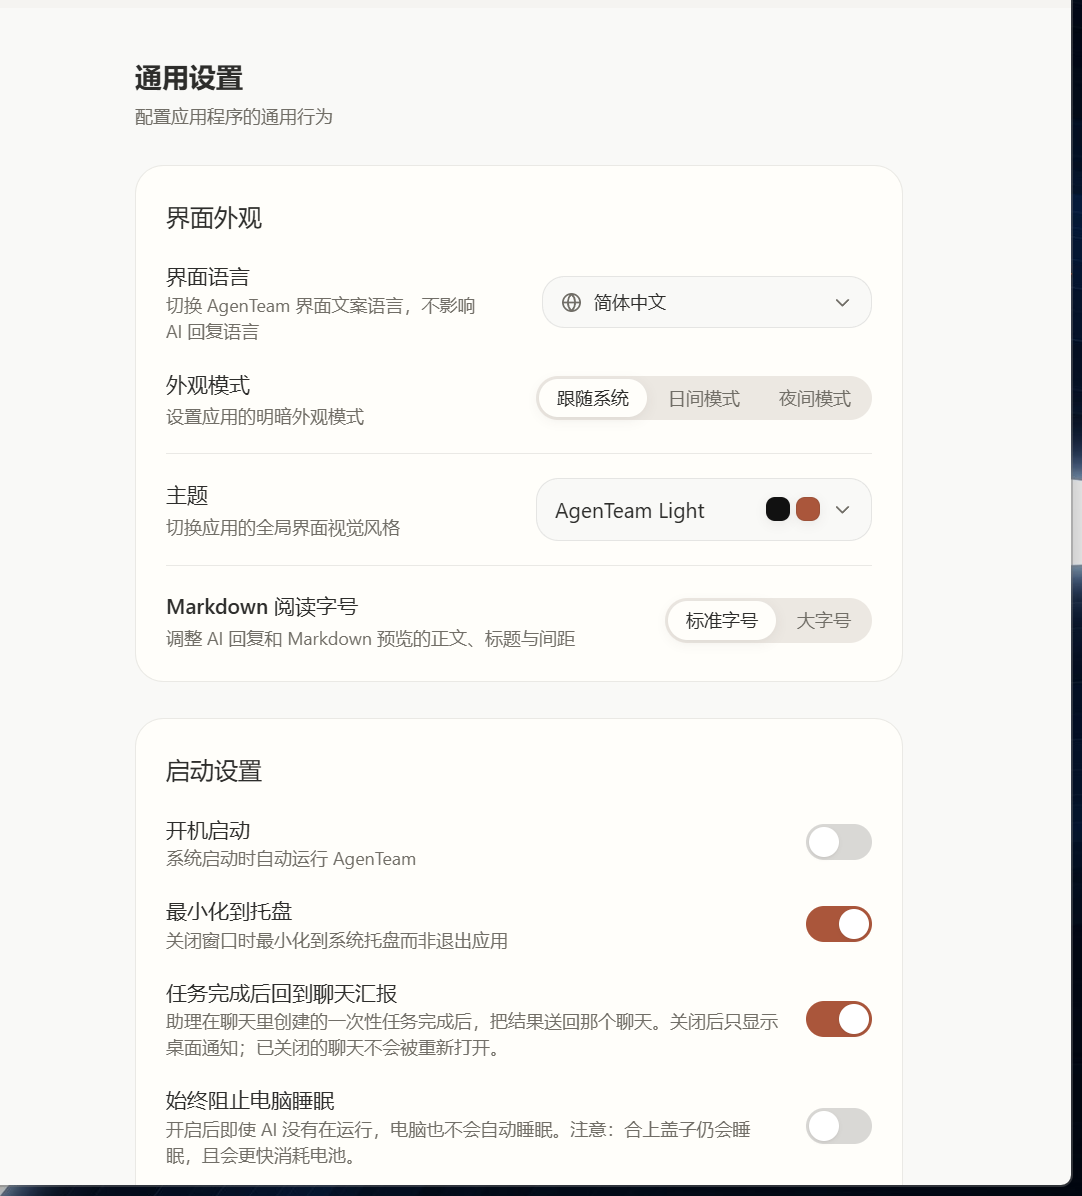 通用设置
配置应用程序的通用行为
界面外观
界面语言
切换 AgenTeam 界面文案语言，不影响
AI 回复语言
简体中文
外观模式
设置应用的明暗外观模式
跟随系统 日间模式 夜间模式
主题
切换应用的全局界面视觉风格
AgenTeam Light
Markdown 阅读字号
调整 AI 回复和 Markdown 预览的正文、标题与间距
标准字号 大字号
启动设置
开机启动
系统启动时自动运行 AgenTeam
最小化到托盘
关闭窗口时最小化到系统托盘而非退出应用
任务完成后回到聊天汇报
助理在聊天里创建的一次性任务完成后，把结果送回那个聊天。关闭后只显示
桌面通知；已关闭的聊天不会被重新打开。
始终阻止电脑睡眠
开启后即使 AI 没有在运行，电脑也不会自动睡眠。注意：合上盖子仍会睡
眠，且会更快消耗电池。